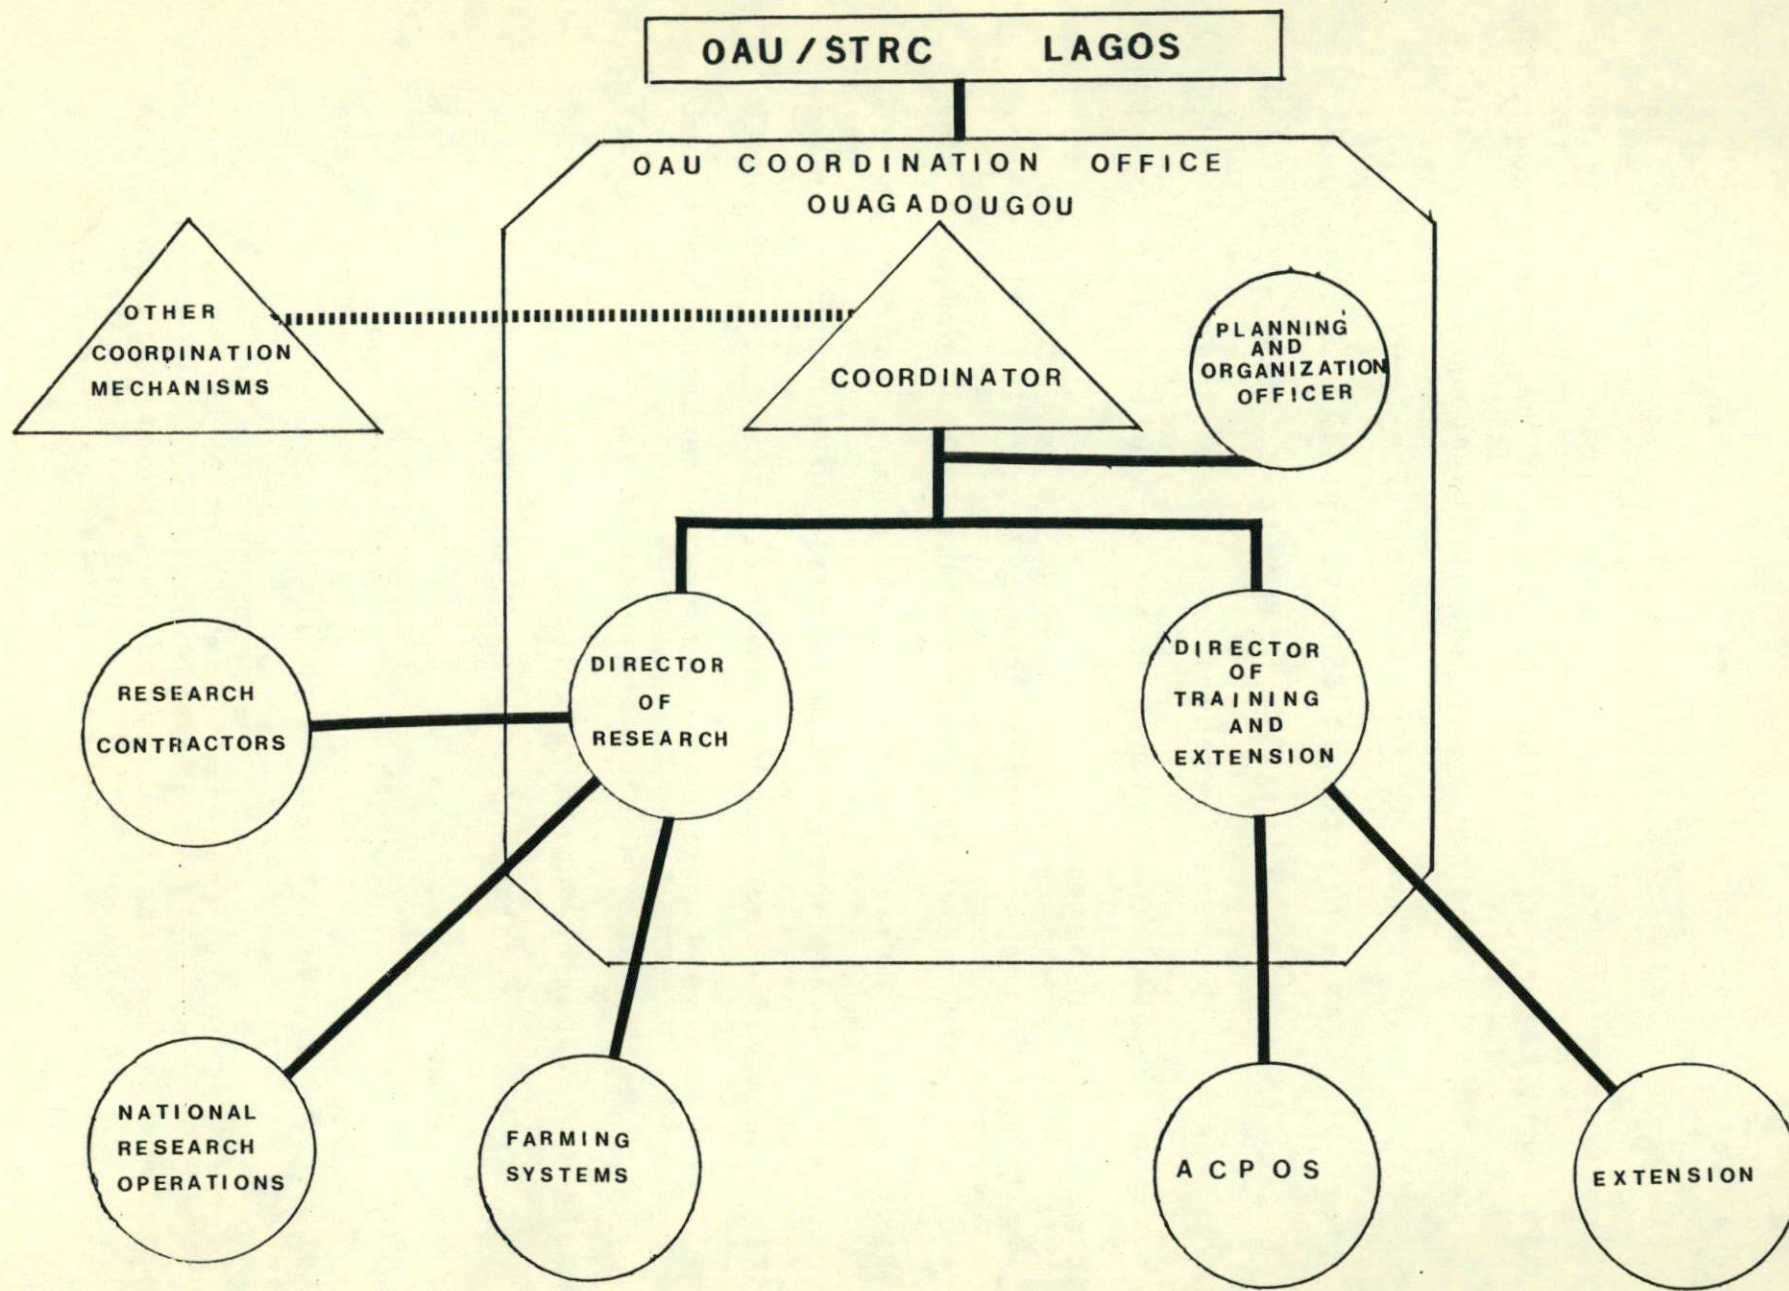 OAU/STRC LAGOS
OAU COORDINATION OFFICE
OUAGADOUGOU
OTHER
COORDINATION
MECHANISMS
COORDINATOR
PLANNING
AND
ORGANIZATION
OFFICER
RESEARCH
CONTRACTORS
DIRECTOR
OF
RESEARCH
DIRECTOR
OF
TRAINING
AND
EXTENSION
NATIONAL
RESEARCH
OPERATIONS
FARMING
SYSTEMS
ACPOS
EXTENSION